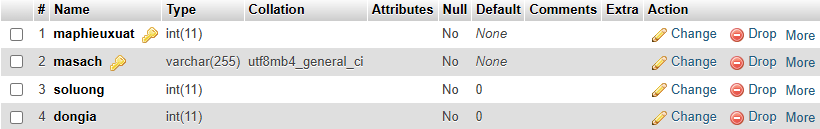 # Name Type Collation Attributes Null Default Comments Extra Action
1 maphieuxuat int(11) No None Change Drop More
2 masach varchar(255) utf8mb4_general_ci No None Change Drop More
3 soluong int(11) No 0 Change Drop More
4 dongia int(11) No 0 Change Drop More